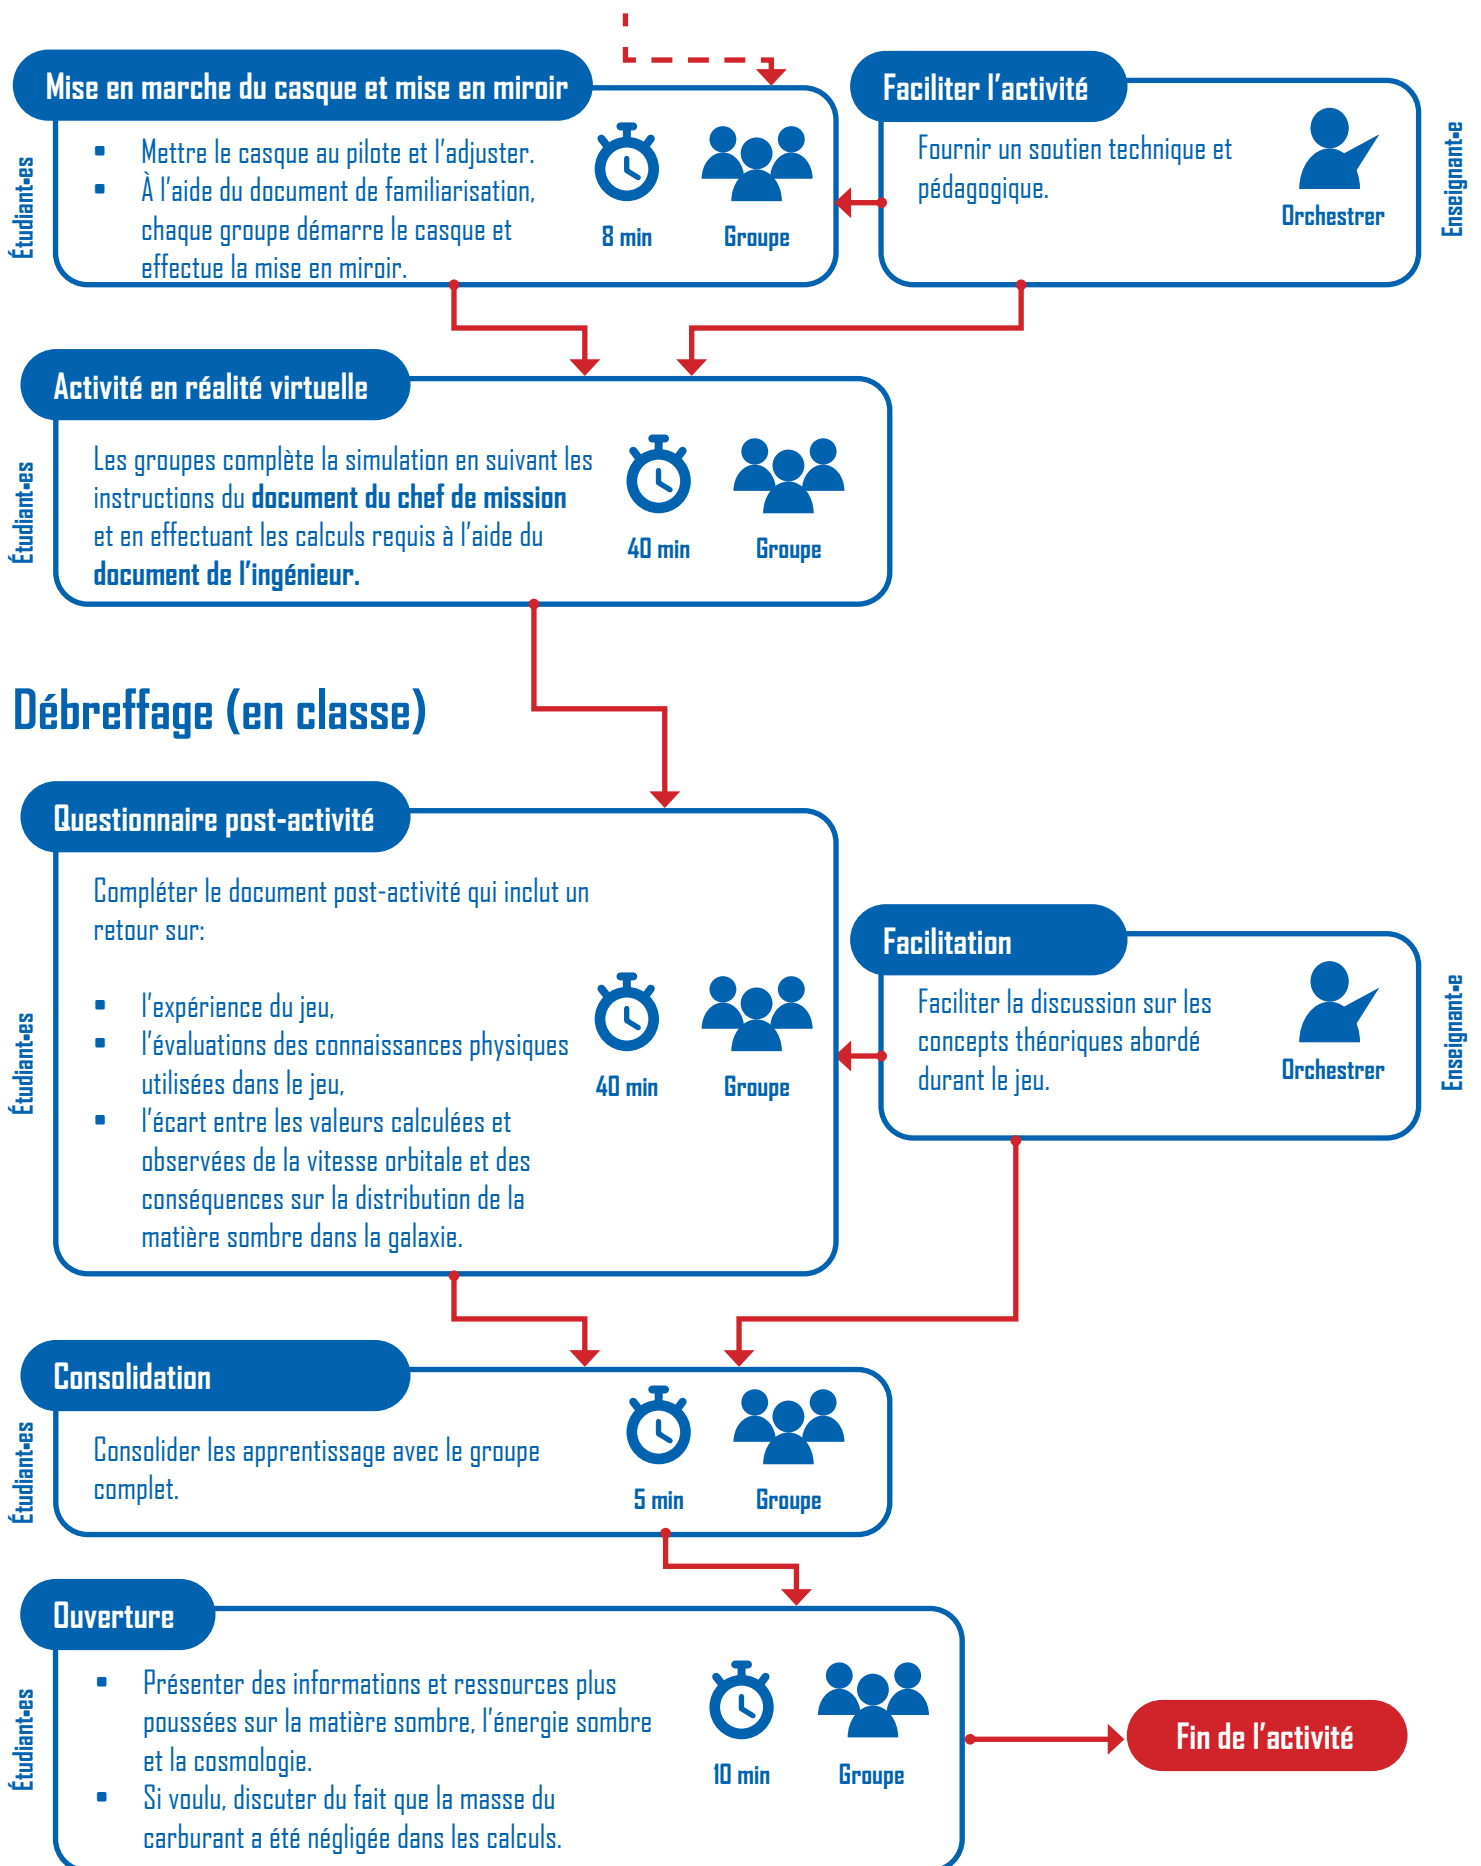 Mise en marche du casque et mise en miroir
Étudiant•es
▪ Mettre le casque au pilote et l'adjuster.
▪ À l'aide du document de familiarisation,
chaque groupe démarre le casque et
effectue la mise en miroir.
8 min
Groupe
Faciliter l'activité
Fournir un soutien technique et
pédagogique.
Orchestrer
Enseignant•e
Activité en réalité virtuelle
Étudiant•es
Les groupes complète la simulation en suivant les
instructions du document du chef de mission
et en effectuant les calculs requis à l'aide du
document de l'ingénieur.
40 min
Groupe
Débreffage (en classe)
Questionnaire post-activité
Étudiant•es
Compléter le document post-activité qui inclut un
retour sur:
▪ l'expérience du jeu,
▪ l'évaluations des connaissances physiques
utilisées dans le jeu,
▪ l'écart entre les valeurs calculées et
observées de la vitesse orbitale et des
conséquences sur la distribution de la
matière sombre dans la galaxie.
40 min
Groupe
Facilitation
Faciliter la discussion sur les
concepts théoriques abordé
durant le jeu.
Orchestrer
Enseignant•e
Consolidation
Étudiant•es
Consolider les apprentissage avec le groupe
complet.
5 min
Groupe
Ouverture
Étudiant•es
▪ Présenter des informations et ressources plus
poussées sur la matière sombre, l'énergie sombre
et la cosmologie.
▪ Si voulu, discuter du fait que la masse du
carburant a été négligée dans les calculs.
10 min
Groupe
Fin de l'activité